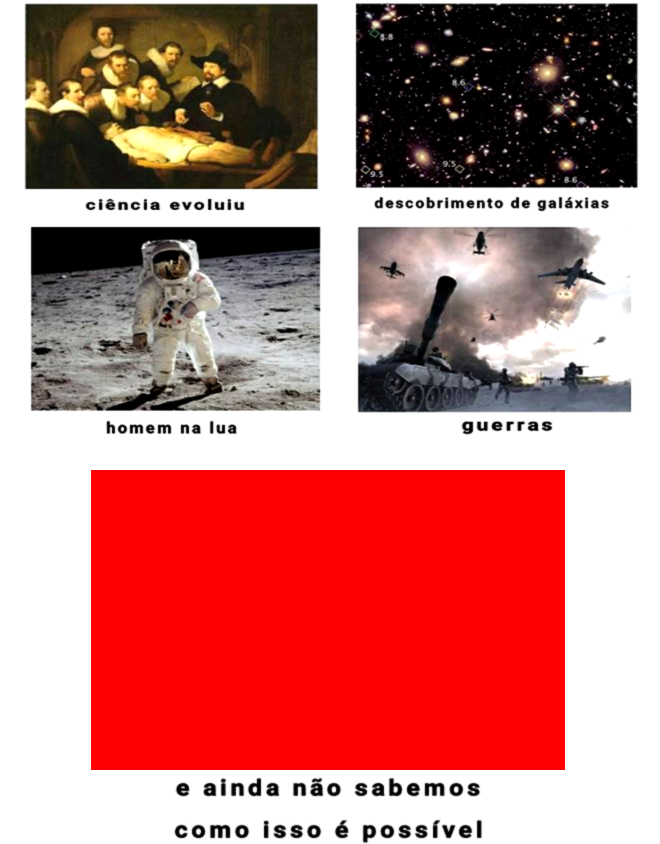 8.8
8.6
9.5
9.5
8.6
ciência evoluiu
descobrimento de galáxias
homem na lua
guerras
e ainda não sabemos
como isso é possível